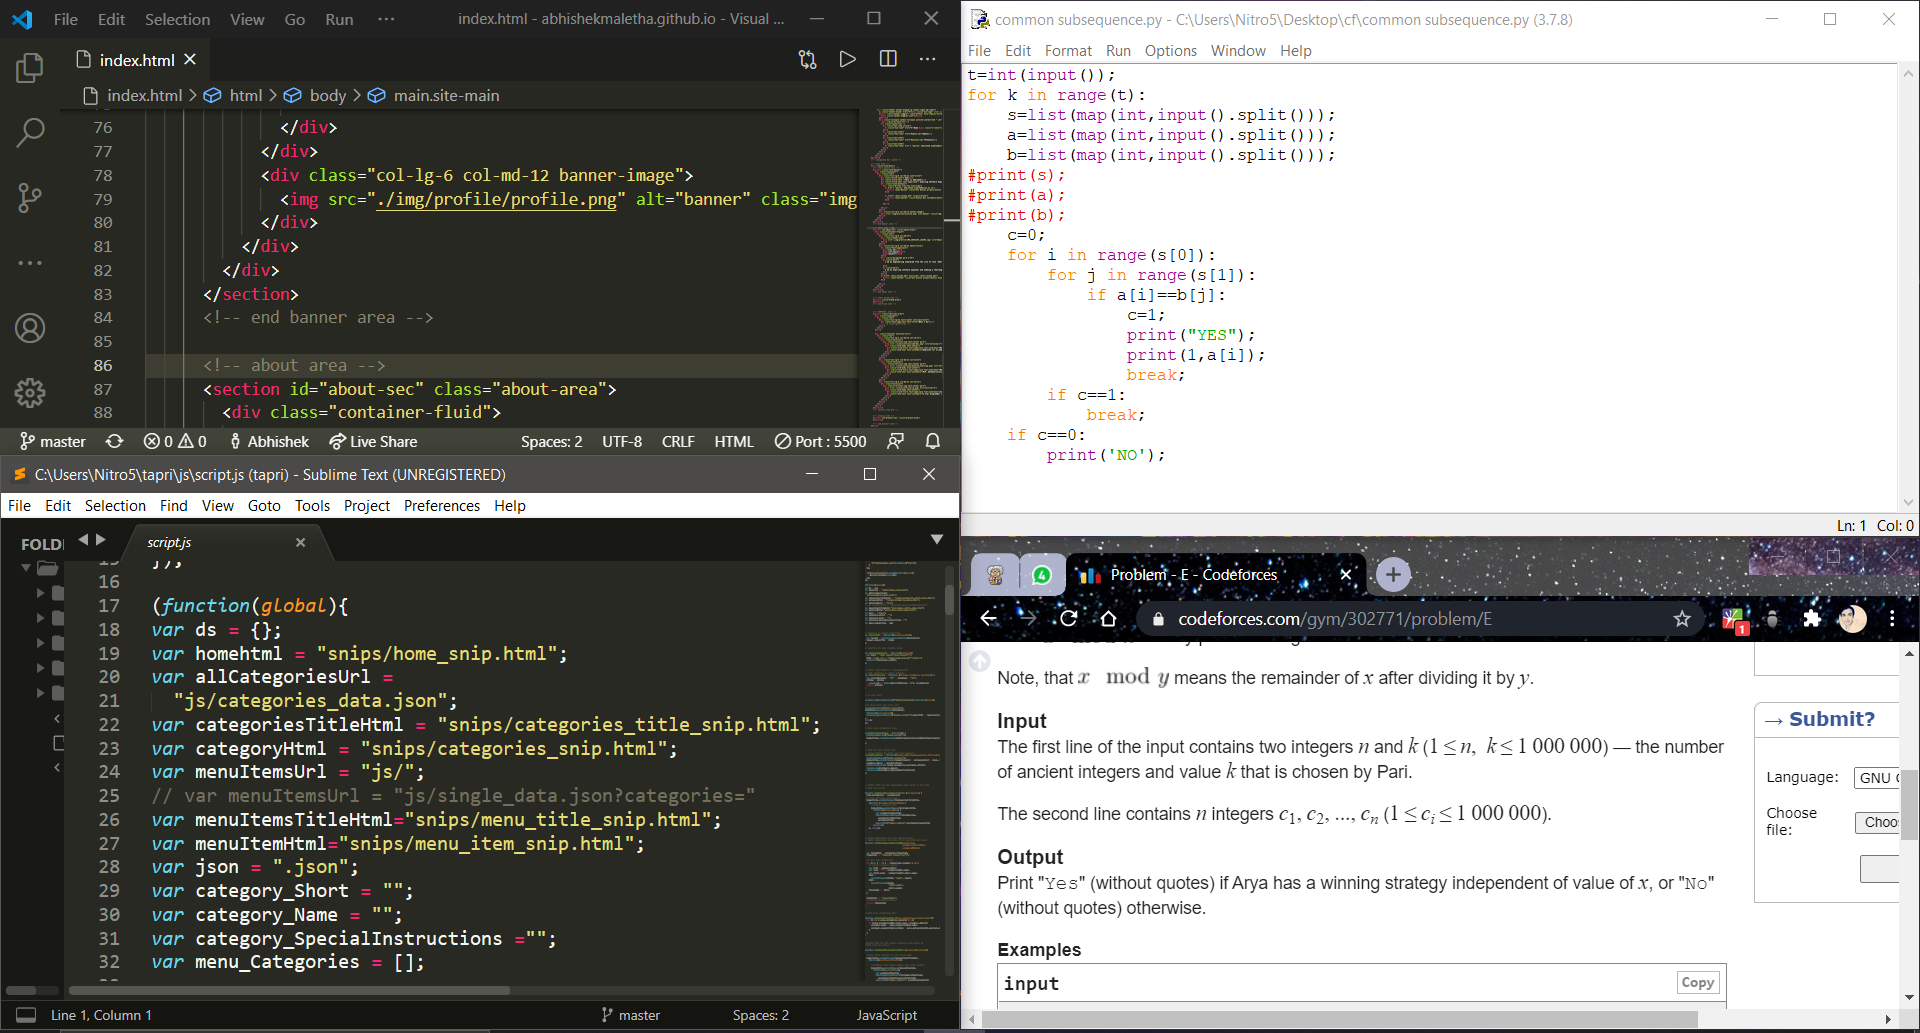 File Edit Selection View Go Run ··· index.html - abhishekmaletha.github.io - Visual ...
index.html
index.html > html > body > main.site-main
76 </div>
77 </div>
78 <div class="col-lg-6 col-md-12 banner-image">
79 <img src="./img/profile/profile.png" alt="banner" class="img
80 </div>
81 </div>
82 </div>
83 </section>
84 <!-- end banner area -->
85
86 <!-- about area -->
87 <section id="about-sec" class="about-area">
88 <div class="container-fluid">
master 0 0 Abhishek Live Share Spaces: 2 UTF-8 CRLF HTML Port : 5500
C:\Users\Nitro5\tapri\js\script.js (tapri) - Sublime Text (UNREGISTERED)
File Edit Selection Find View Goto Tools Project Preferences Help
FOLD
script.js
16
17 (function(global){
18 var ds = {};
19 var homehtml = "snips/home_snip.html";
20 var allCategoriesUrl =
21 "js/categories_data.json";
22 var categoriesTitleHtml = "snips/categories_title_snip.html";
23 var categoryHtml = "snips/categories_snip.html";
24 var menuItemsUrl = "js/";
25 // var menuItemsUrl = "js/single_data.json?categories="
26 var menuItemsTitleHtml="snips/menu_title_snip.html";
27 var menuItemHtml="snips/menu_item_snip.html";
28 var json = ".json";
29 var category_Short = "";
30 var category_Name = "";
31 var category_SpecialInstructions ="";
32 var menu_Categories = [];
Line 1, Column 1 master Spaces: 2 JavaScript
common subsequence.py - C:\Users\Nitro5\Desktop\cf\common subsequence.py (3.7.8)
File Edit Format Run Options Window Help
t=int(input());
for k in range(t):
s=list(map(int,input().split()));
a=list(map(int,input().split()));
b=list(map(int,input().split()));
#print(s);
#print(a);
#print(b);
c=0;
for i in range(s[0]):
for j in range(s[1]):
if a[i]==b[j]:
c=1;
print("YES");
print(1,a[i]);
break;
if c==1:
break;
if c==0:
print('NO');
Ln: 1 Col: 0
4 Problem - E - Codeforces
codeforces.com/gym/302771/problem/E 1
Note, that x mod y means the remainder of x after dividing it by y.
Input
The first line of the input contains two integers n and k (1 ≤ n, k ≤ 1 000 000) — the number
of ancient integers and value k that is chosen by Pari.
The second line contains n integers c1, c2, ..., cn (1 ≤ ci ≤ 1 000 000).
Output
Print "Yes" (without quotes) if Arya has a winning strategy independent of value of x, or "No"
(without quotes) otherwise.
Examples
input Copy
→ Submit?
Language: GNU
Choose
file: Choo